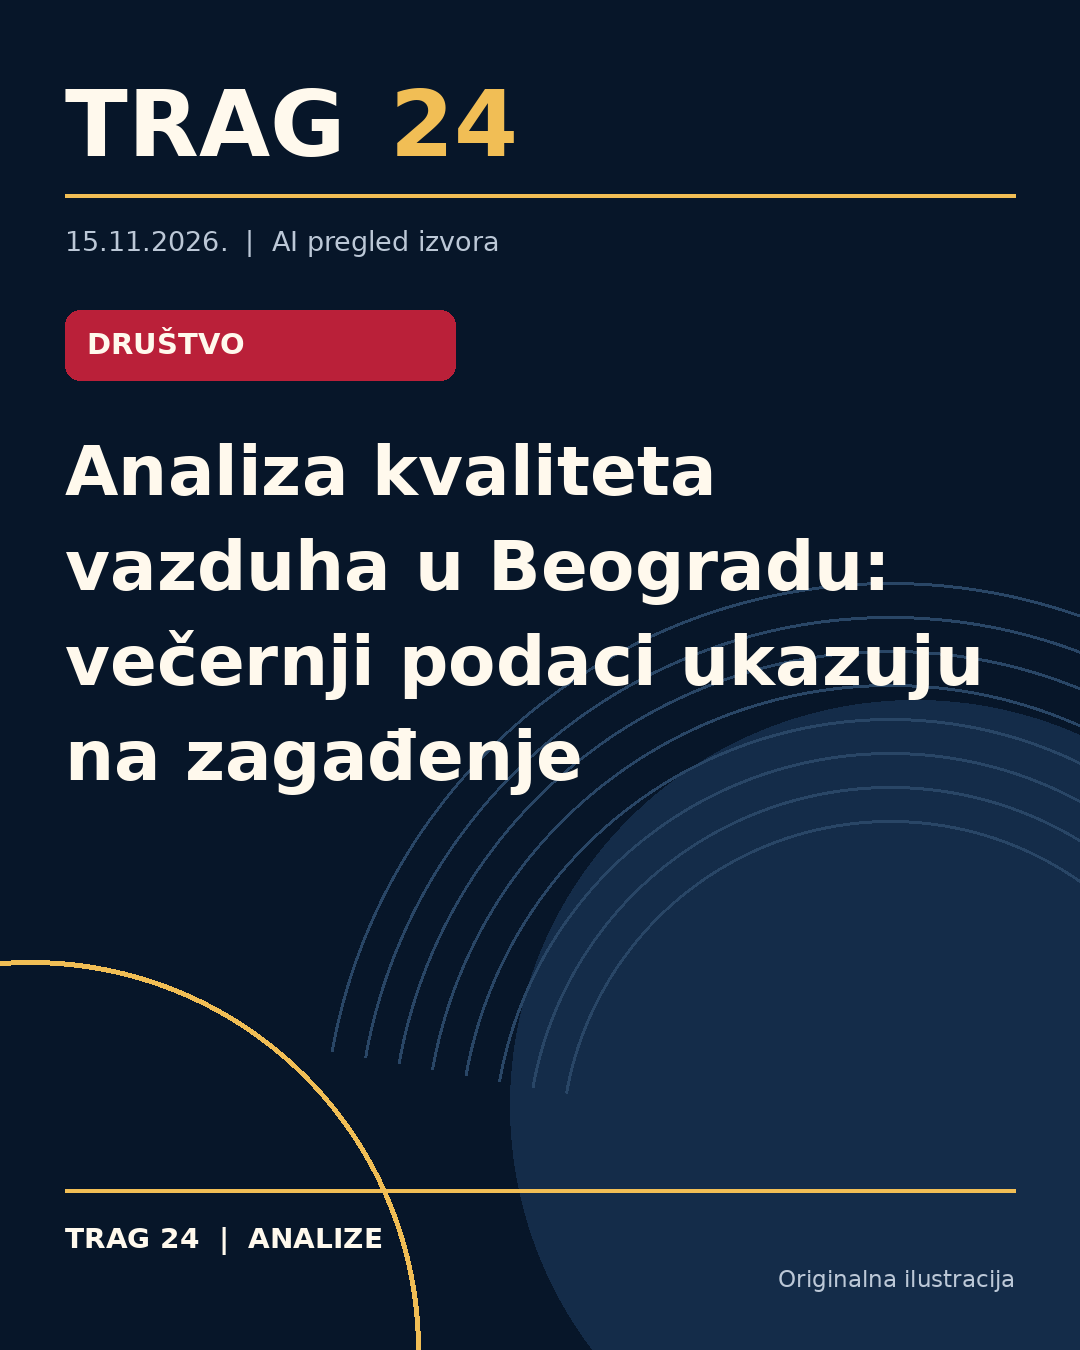 TRAG 24
15.11.2026. | AI pregled izvora
DRUŠTVO
Analiza kvaliteta
vazduha u Beogradu:
večernji podaci ukazuju
na zagađenje
TRAG 24 | ANALIZE
Originalna ilustracija